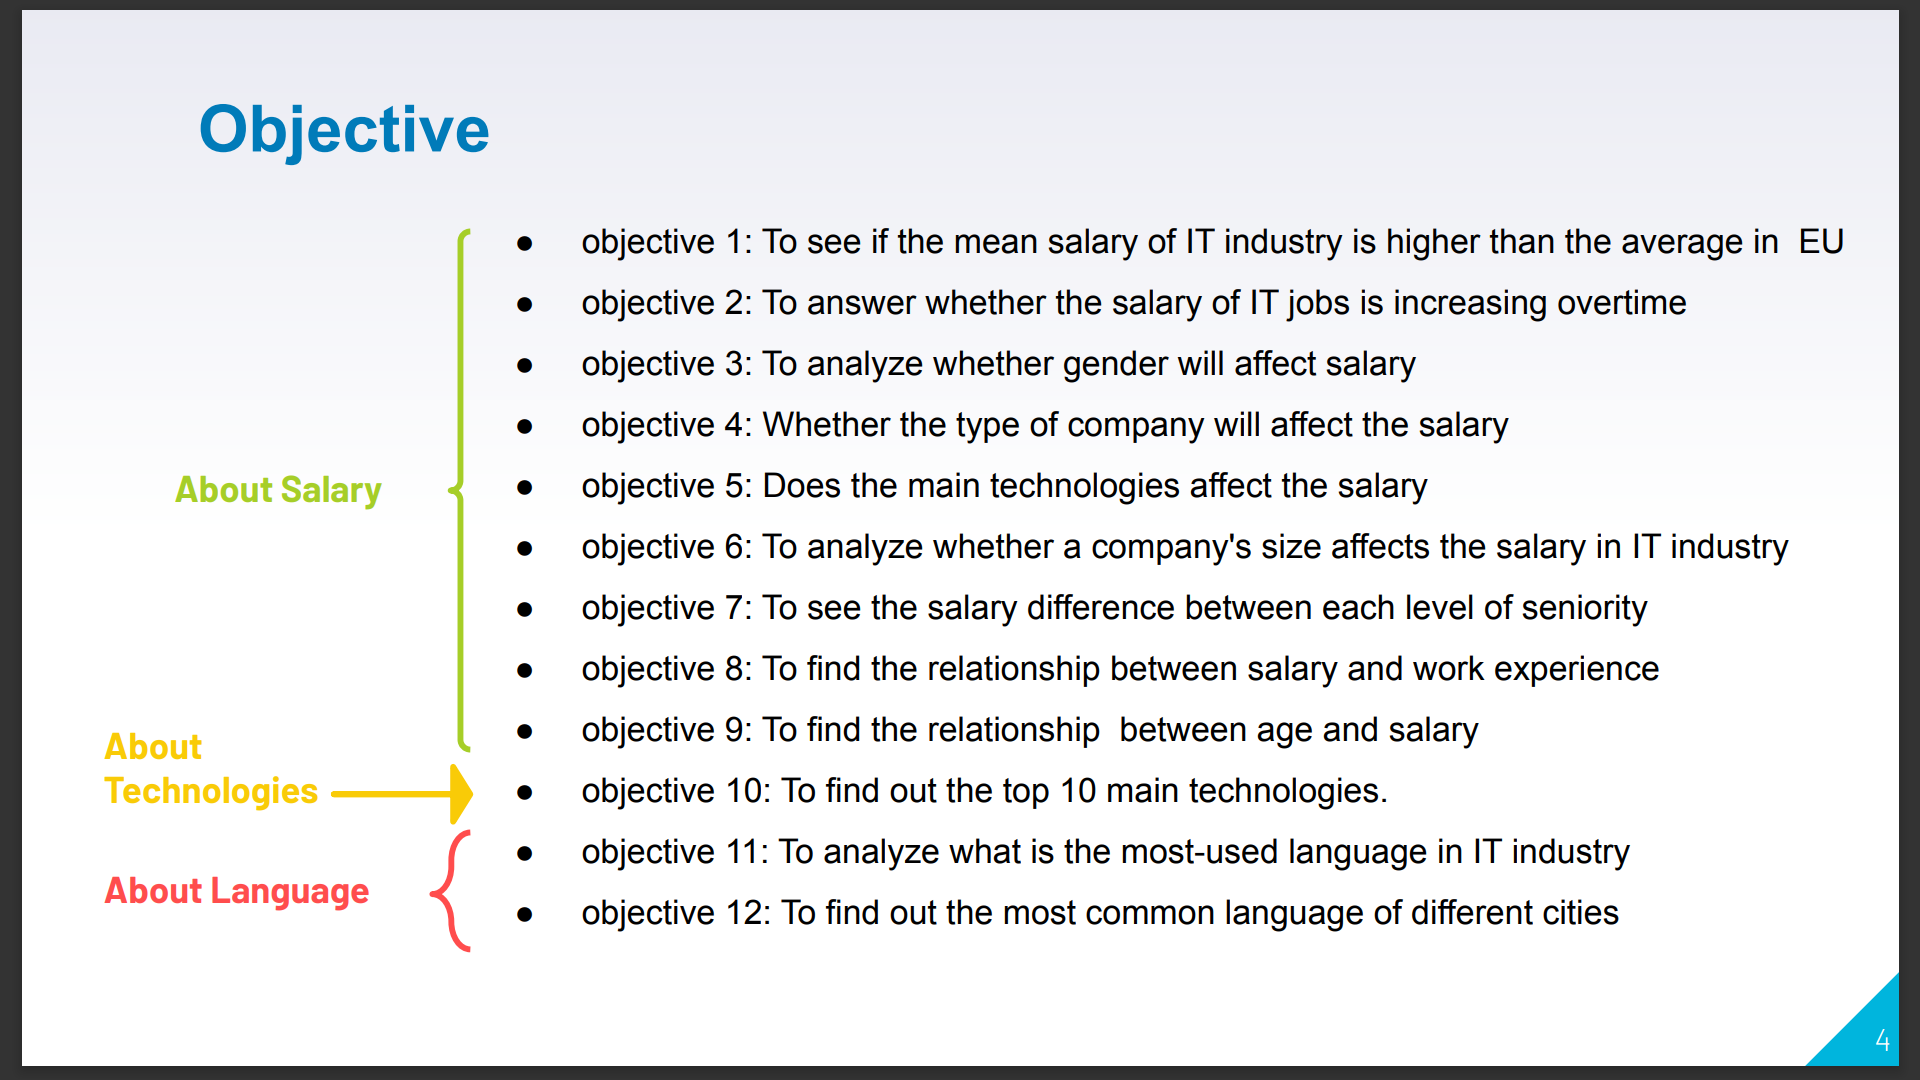 Objective
About Salary
● objective 1: To see if the mean salary of IT industry is higher than the average in  EU
● objective 2: To answer whether the salary of IT jobs is increasing overtime
● objective 3: To analyze whether gender will affect salary
● objective 4: Whether the type of company will affect the salary
● objective 5: Does the main technologies affect the salary
● objective 6: To analyze whether a company's size affects the salary in IT industry
● objective 7: To see the salary difference between each level of seniority
● objective 8: To find the relationship between salary and work experience
● objective 9: To find the relationship  between age and salary
About
Technologies
● objective 10: To find out the top 10 main technologies.
About Language
● objective 11: To analyze what is the most-used language in IT industry
● objective 12: To find out the most common language of different cities
4